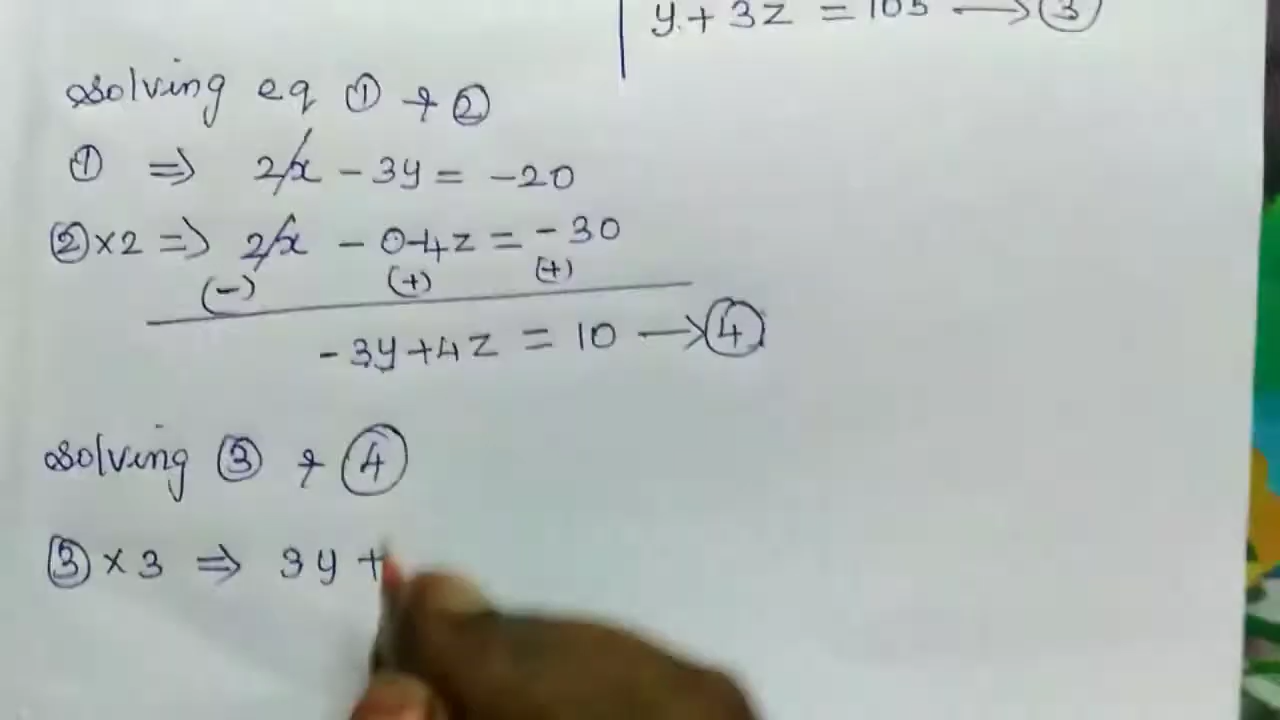 y + 3z = 105 → ③
solving eq ① & ②
① ⇒ 2x - 3y = -20
②×2 ⇒ 2x - 0-4z = -30
(-) (+) (+)
-3y+4z = 10 → ④
solving ③ & ④
③ × 3 ⇒ 3y +